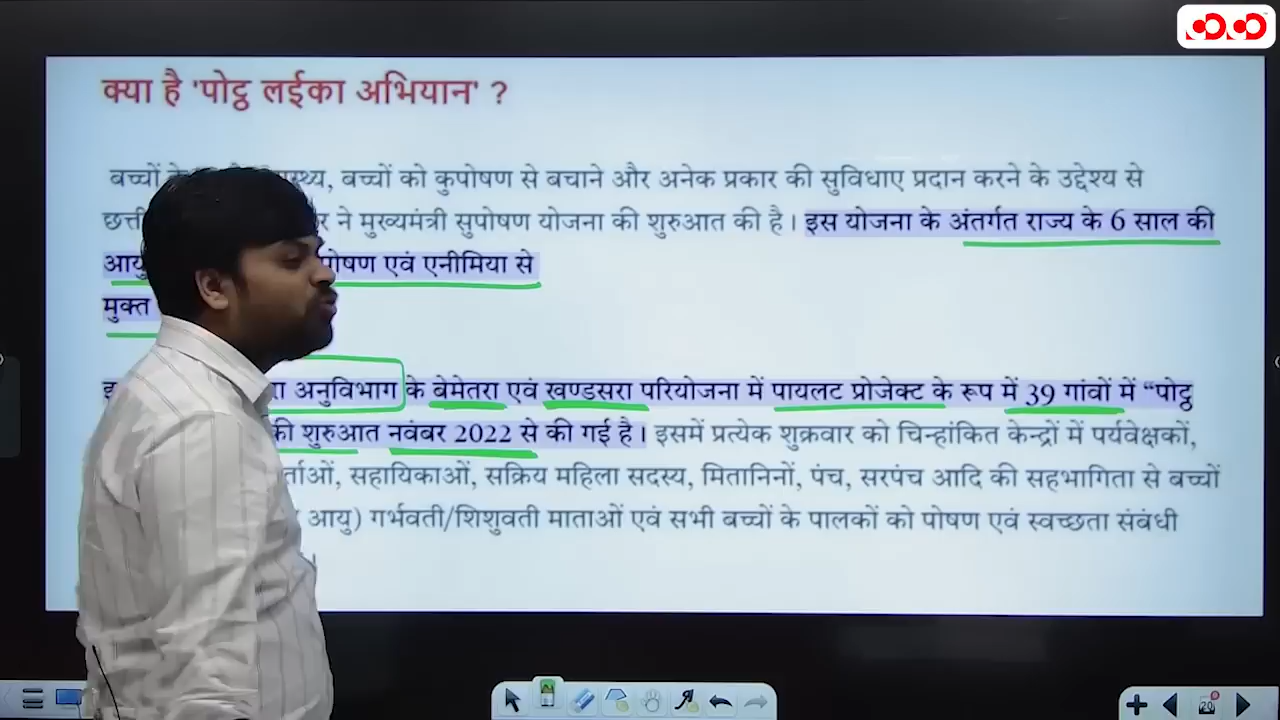 क्या है 'पोट्ठ लईका अभियान' ?
बच्चों के स्थ्य, बच्चों को कुपोषण से बचाने और अनेक प्रकार की सुविधाए प्रदान करने के उद्देश्य से
छत्ती र ने मुख्यमंत्री सुपोषण योजना की शुरुआत की है। इस योजना के अंतर्गत राज्य के 6 साल की
आयु पोषण एवं एनीमिया से
मुक्त
रा अनुविभाग के बेमेतरा एवं खण्डसरा परियोजना में पायलट प्रोजेक्ट के रूप में 39 गांवों में “पोट्ठ
की शुरुआत नवंबर 2022 से की गई है। इसमें प्रत्येक शुक्रवार को चिन्हांकित केन्द्रों में पर्यवेक्षकों,
र्ताओं, सहायिकाओं, सक्रिय महिला सदस्य, मितानिनों, पंच, सरपंच आदि की सहभागिता से बच्चों
आयु) गर्भवती/शिशुवती माताओं एवं सभी बच्चों के पालकों को पोषण एवं स्वच्छता संबंधी
।
20